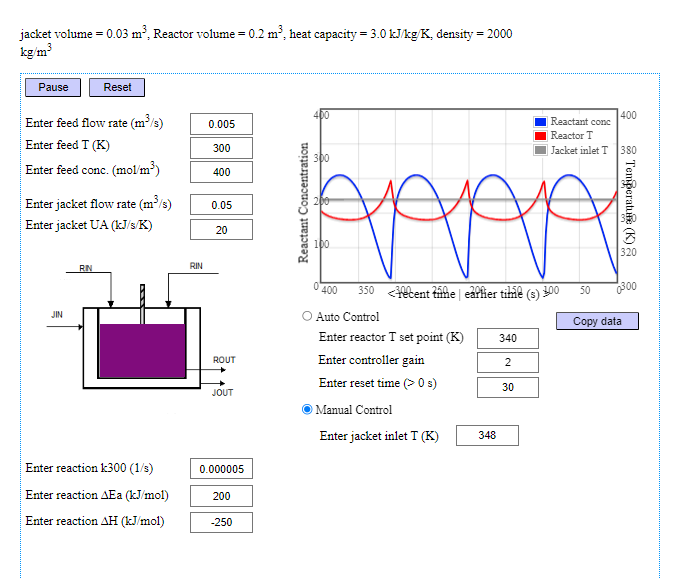 jacket volume = 0.03 m³, Reactor volume = 0.2 m³, heat capacity = 3.0 kJ/kg/K, density = 2000
kg/m³
Pause Reset
Enter feed flow rate (m³/s) 0.005
Enter feed T (K) 300
Enter feed conc. (mol/m³) 400
Enter jacket flow rate (m³/s) 0.05
Enter jacket UA (kJ/s/K) 20
RIN
RIN
JIN
ROUT
JOUT
Enter reaction k300 (1/s) 0.000005
Enter reaction ΔEa (kJ/mol) 200
Enter reaction ΔH (kJ/mol) -250
Reactant conc
Reactor T
Jacket inlet T
Reactant Concentration
400
300
200
100
0
Temperature (K)
400
380
360
340
320
300
400 350 300 250 200 150 100 50 0
<recent time | earlier time (s) >
Auto Control
Copy data
Enter reactor T set point (K) 340
Enter controller gain 2
Enter reset time (> 0 s) 30
Manual Control
Enter jacket inlet T (K) 348